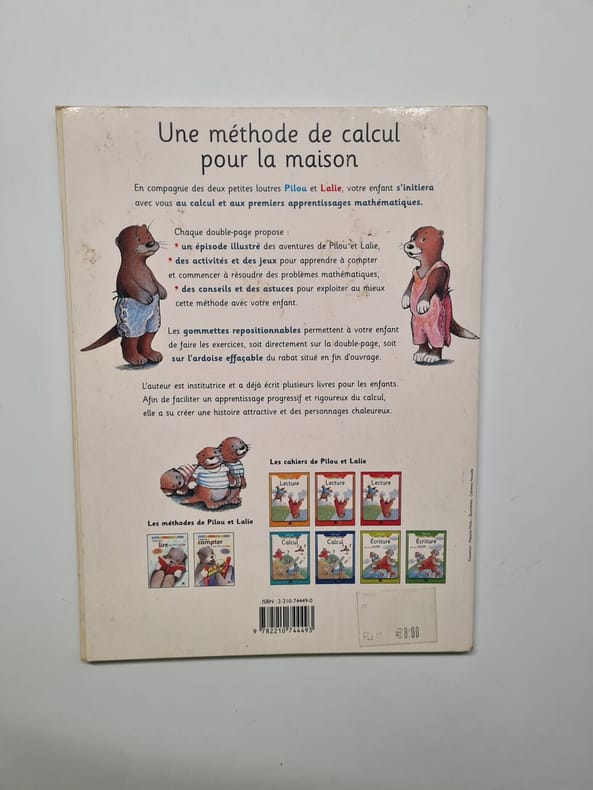 Une méthode de calcul
pour la maison
En compagnie des deux petites loutres Pilou et Lalie, votre enfant s'initiera
avec vous au calcul et aux premiers apprentissages mathématiques.
Chaque double-page propose :
• un épisode illustré des aventures de Pilou et Lalie,
• des activités et des jeux pour apprendre à compter
et commencer à résoudre des problèmes mathématiques,
• des conseils et des astuces pour exploiter au mieux
cette méthode avec votre enfant.
Les gommettes repositionnables permettent à votre enfant
de faire les exercices, soit directement sur la double-page, soit
sur l'ardoise effaçable du rabat situé en fin d'ouvrage.
L'auteur est institutrice et a déjà écrit plusieurs livres pour les enfants.
Afin de faciliter un apprentissage progressif et rigoureux du calcul,
elle a su créer une histoire attractive et des personnages chaleureux.
Les cahiers de Pilou et Lalie
Lecture
Lecture
Lecture
Les méthodes de Pilou et Lalie
lire
compter
Calcul
Calcul
Écriture
Écriture
ISBN : 2-210-74449-0
9 782210 744493
€8.00